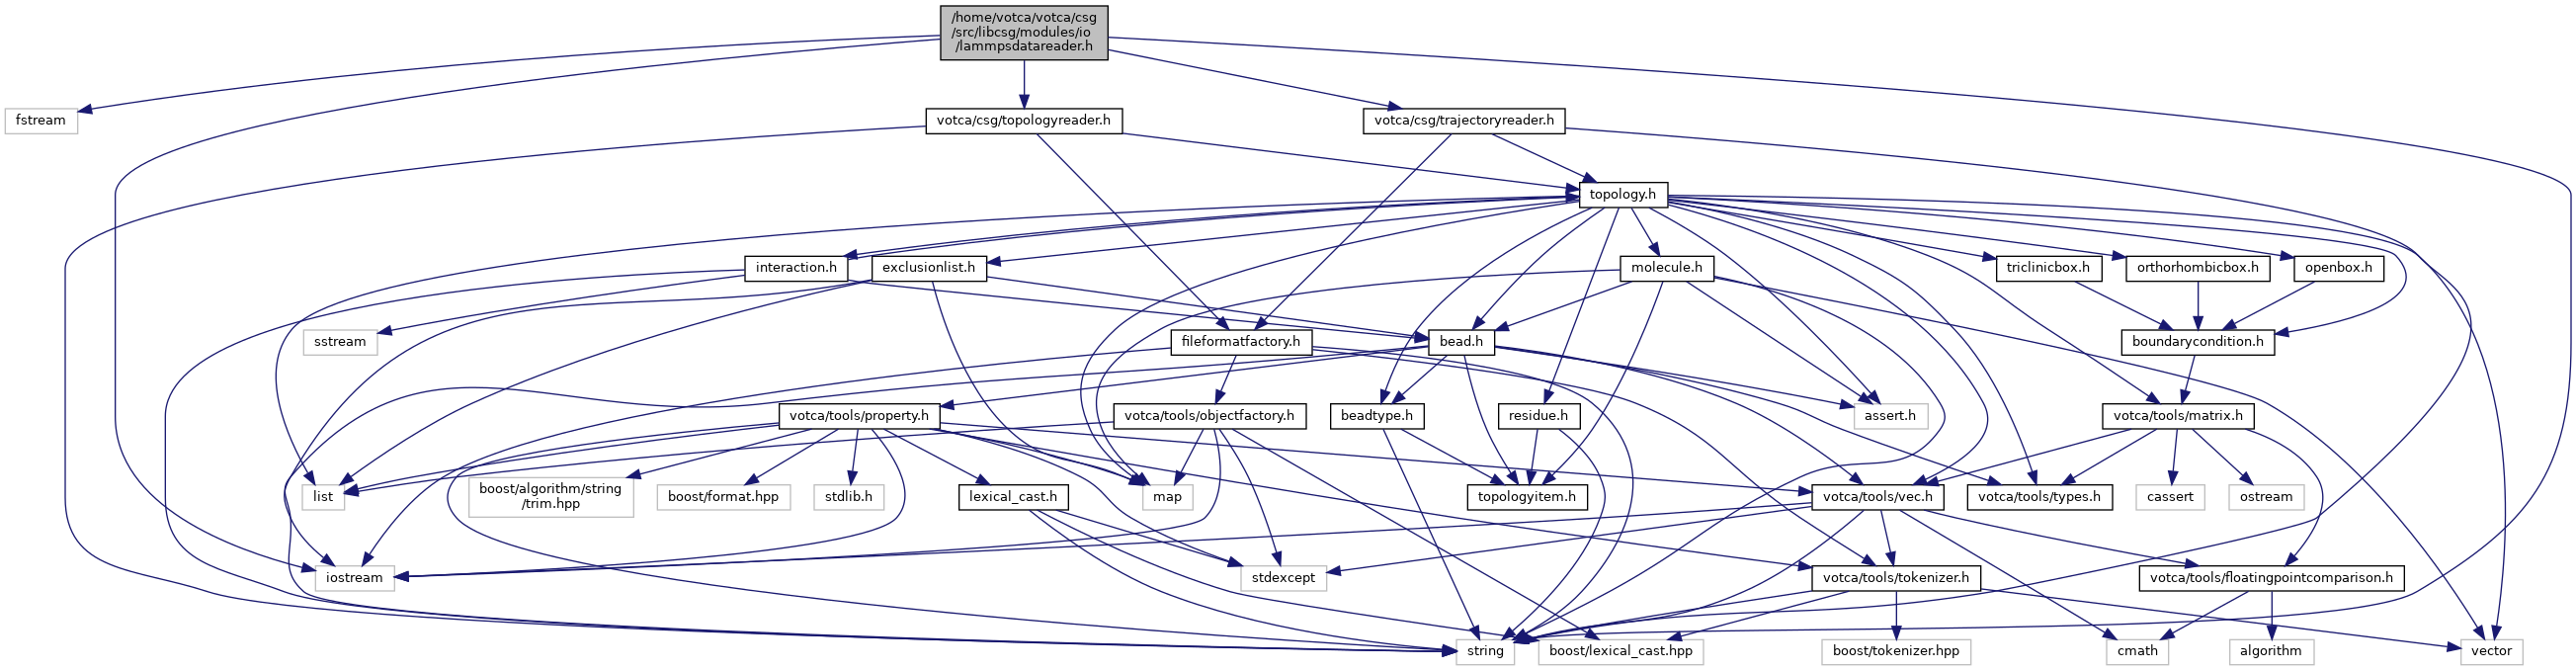 /home/votca/votca/csg
/src/libcsg/modules/io
/lammpsdatareader.h
fstream
votca/csg/topologyreader.h
votca/csg/trajectoryreader.h
topology.h
interaction.h
exclusionlist.h
molecule.h
triclinicbox.h
orthorhombicbox.h
openbox.h
sstream
fileformatfactory.h
bead.h
boundarycondition.h
votca/tools/property.h
votca/tools/objectfactory.h
beadtype.h
residue.h
assert.h
votca/tools/matrix.h
list
boost/algorithm/string
/trim.hpp
boost/format.hpp
stdlib.h
lexical_cast.h
map
topologyitem.h
votca/tools/vec.h
votca/tools/types.h
cassert
ostream
iostream
stdexcept
votca/tools/tokenizer.h
votca/tools/floatingpointcomparison.h
string
boost/lexical_cast.hpp
boost/tokenizer.hpp
cmath
algorithm
vector